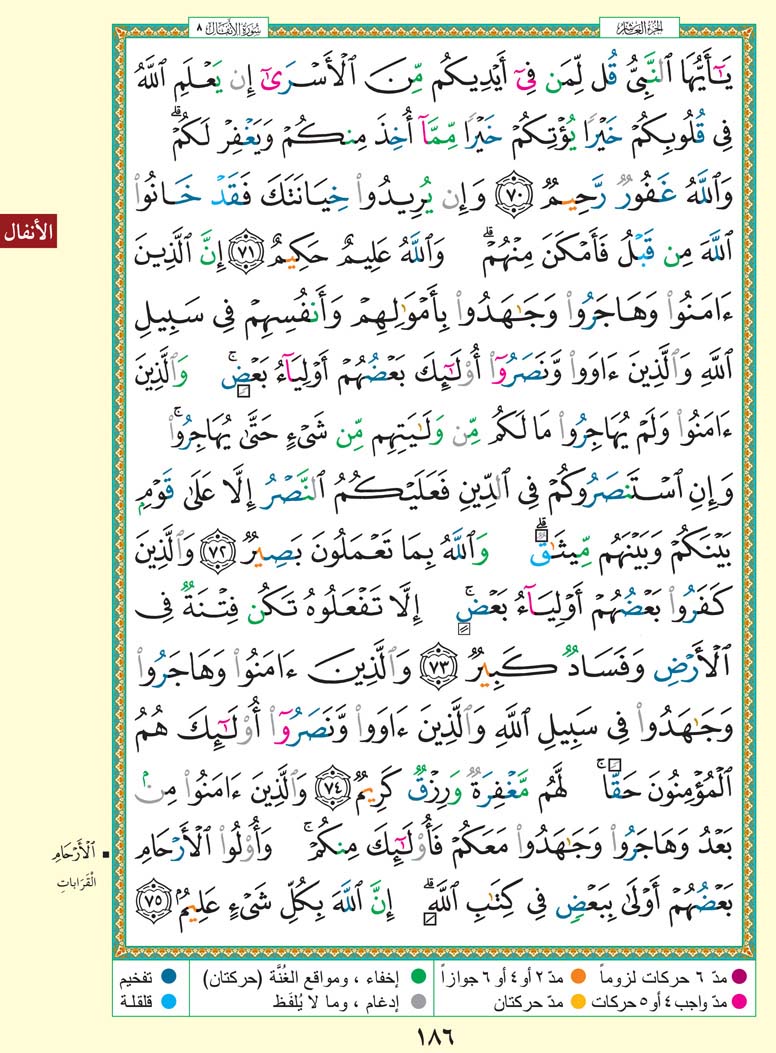 الجزء العاشر
سورة الأنفال ٨
يَٰٓأَيُّهَا ٱلنَّبِيُّ قُل لِّمَن فِيٓ أَيْدِيكُم مِّنَ ٱلْأَسْرَىٰٓ إِن يَعْلَمِ ٱللَّهُ
فِي قُلُوبِكُمْ خَيْرًا يُؤْتِكُمْ خَيْرًا مِّمَّآ أُخِذَ مِنكُمْ وَيَغْفِرْ لَكُمْۗ
وَٱللَّهُ غَفُورٌ رَّحِيمٌ ﴿٧٠﴾ وَإِن يُرِيدُوا۟ خِيَانَتَكَ فَقَدْ خَانُوا۟
ٱللَّهَ مِن قَبْلُ فَأَمْكَنَ مِنْهُمْۗ وَٱللَّهُ عَلِيمٌ حَكِيمٌ ﴿٧١﴾ إِنَّ ٱلَّذِينَ
ءَامَنُوا۟ وَهَاجَرُوا۟ وَجَٰهَدُوا۟ بِأَمْوَٰلِهِمْ وَأَنفُسِهِمْ فِي سَبِيلِ
ٱللَّهِ وَٱلَّذِينَ ءَاوَوا۟ وَّنَصَرُوٓا۟ أُو۟لَٰٓئِكَ بَعْضُهُمْ أَوْلِيَآءُ بَعْضٍۚ وَٱلَّذِينَ
ءَامَنُوا۟ وَلَمْ يُهَاجِرُوا۟ مَا لَكُم مِّن وَلَٰيَتِهِم مِّن شَيْءٍ حَتَّىٰ يُهَاجِرُوا۟ۚ
وَإِنِ ٱسْتَنصَرُوكُمْ فِي ٱلدِّينِ فَعَلَيْكُمُ ٱلنَّصْرُ إِلَّا عَلَىٰ قَوْمٍۭ
بَيْنَكُمْ وَبَيْنَهُم مِّيثَٰقٌۗ وَٱللَّهُ بِمَا تَعْمَلُونَ بَصِيرٌ ﴿٧٢﴾ وَٱلَّذِينَ
كَفَرُوا۟ بَعْضُهُمْ أَوْلِيَآءُ بَعْضٍۚ إِلَّا تَفْعَلُوهُ تَكُن فِتْنَةٌ فِي
ٱلْأَرْضِ وَفَسَادٌ كَبِيرٌ ﴿٧٣﴾ وَٱلَّذِينَ ءَامَنُوا۟ وَهَاجَرُوا۟
وَجَٰهَدُوا۟ فِي سَبِيلِ ٱللَّهِ وَٱلَّذِينَ ءَاوَوا۟ وَّنَصَرُوٓا۟ أُو۟لَٰٓئِكَ هُمُ
ٱلْمُؤْمِنُونَ حَقًّاۚ لَّهُم مَّغْفِرَةٌ وَرِزْقٌ كَرِيمٌ ﴿٧٤﴾ وَٱلَّذِينَ ءَامَنُوا۟ مِنۢ
بَعْدُ وَهَاجَرُوا۟ وَجَٰهَدُوا۟ مَعَكُمْ فَأُو۟لَٰٓئِكَ مِنكُمْۚ وَأُو۟لُوا۟ ٱلْأَرْحَامِ
بَعْضُهُمْ أَوْلَىٰ بِبَعْضٍ فِي كِتَٰبِ ٱللَّهِۗ إِنَّ ٱللَّهَ بِكُلِّ شَيْءٍ عَلِيمٌۢ ﴿٧٥﴾
الأنفال
ٱلْأَرْحَامِ
القَرَاباتِ
مدّ ٦ حركات لزوماً
مدّ ٢ أو ٤ أو ٦ جوازاً
إخفاء ، ومواقع الغُنَّة (حركتان)
تفخيم
مدّ واجب ٤ أو ٥ حركات
مدّ حركتان
إدغام ، وما لا يُلفَظ
قلقلة
١٨٦